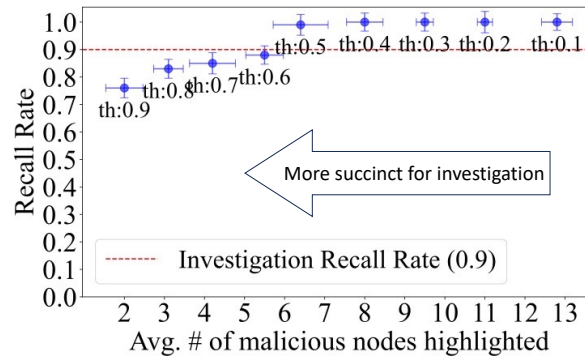 1.0
0.9
0.8
0.7
0.6
0.5
0.4
0.3
0.2
0.1
0.0
Recall Rate
th:0.9
th:0.8
th:0.7
th:0.6
th:0.5
th:0.4
th:0.3
th:0.2
th:0.1
More succinct for investigation
Investigation Recall Rate (0.9)
2 3 4 5 6 7 8 9 10 11 12 13
Avg. # of malicious nodes highlighted